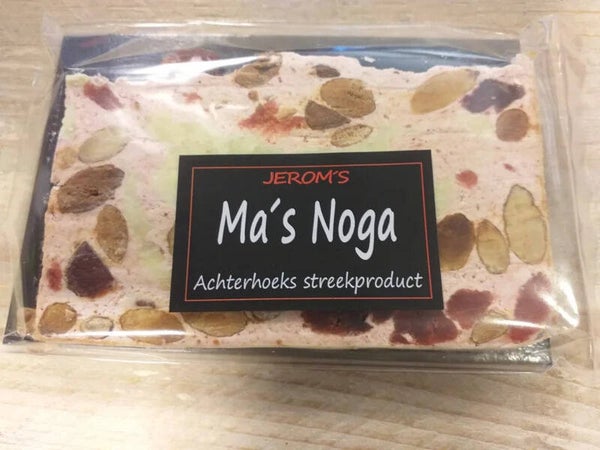 JEROM´S
Ma´s Noga
Achterhoeks streekproduct